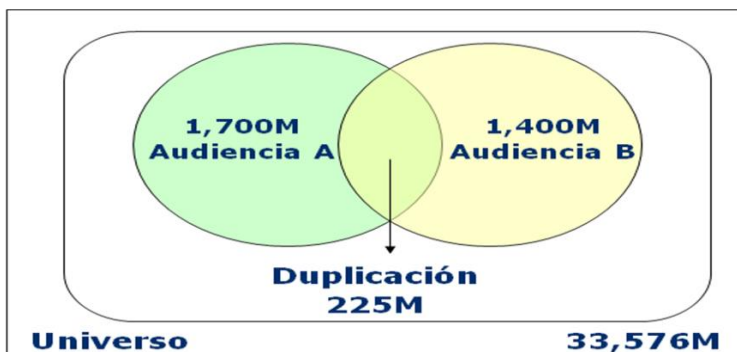 1,700M
Audiencia A
1,400M
Audiencia B
Duplicación
225M
Universo
33,576M